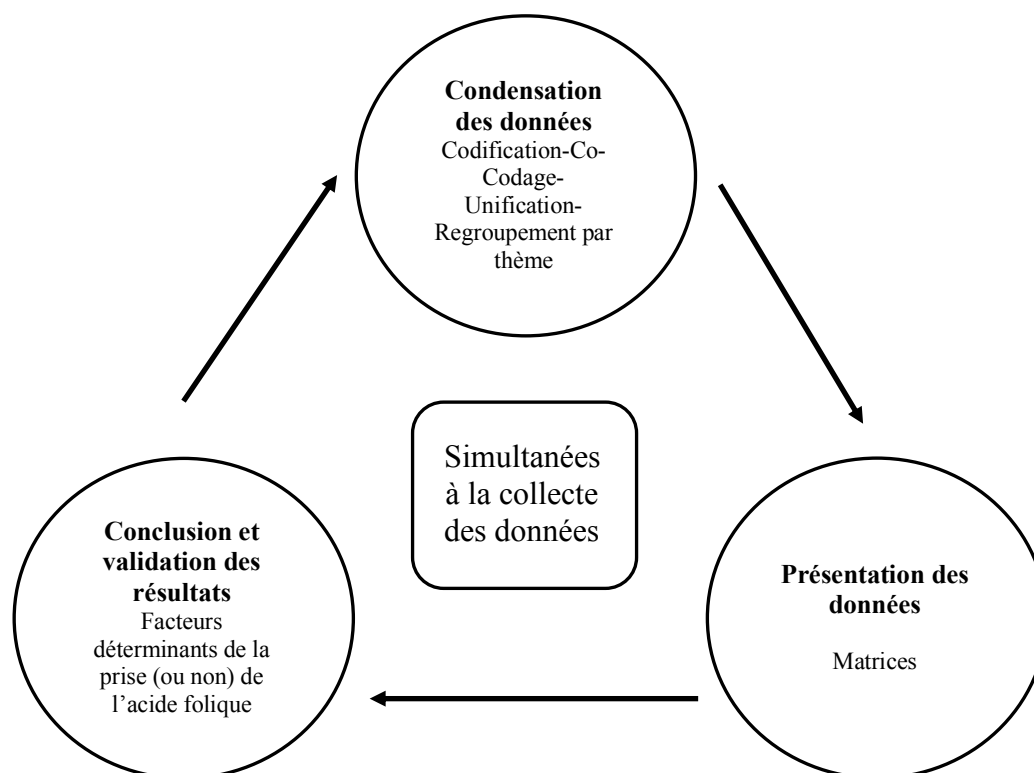 Condensation
des données
Codification-Co-
Codage-
Unification-
Regroupement par
thème
Simultanées
à la collecte
des données
Conclusion et
validation des
résultats
Facteurs
déterminants de la
prise (ou non) de
l’acide folique
Présentation des
données
Matrices